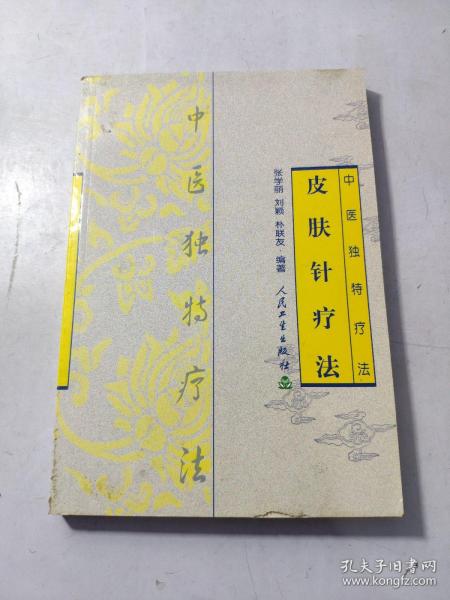 中医独特疗法
中医独特疗法
皮肤针疗法
张学丽 刘颖 朴联友·编著
人民卫生出版社
孔夫子旧书网
www.kongfz.com